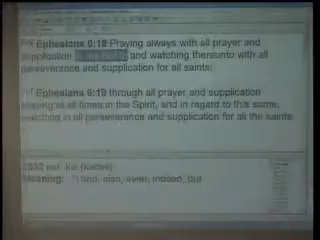 Ephesians 6:18 Praying always with all prayer and
supplication in the Spirit, and watching thereunto with all
perseverance and supplication for all saints;
Ephesians 6:18 through all prayer and supplication
praying at all times in the Spirit, and in regard to this same,
watching in all perseverance and supplication for all the saints
2532
Meaning: 1) and, also, even, indeed, but